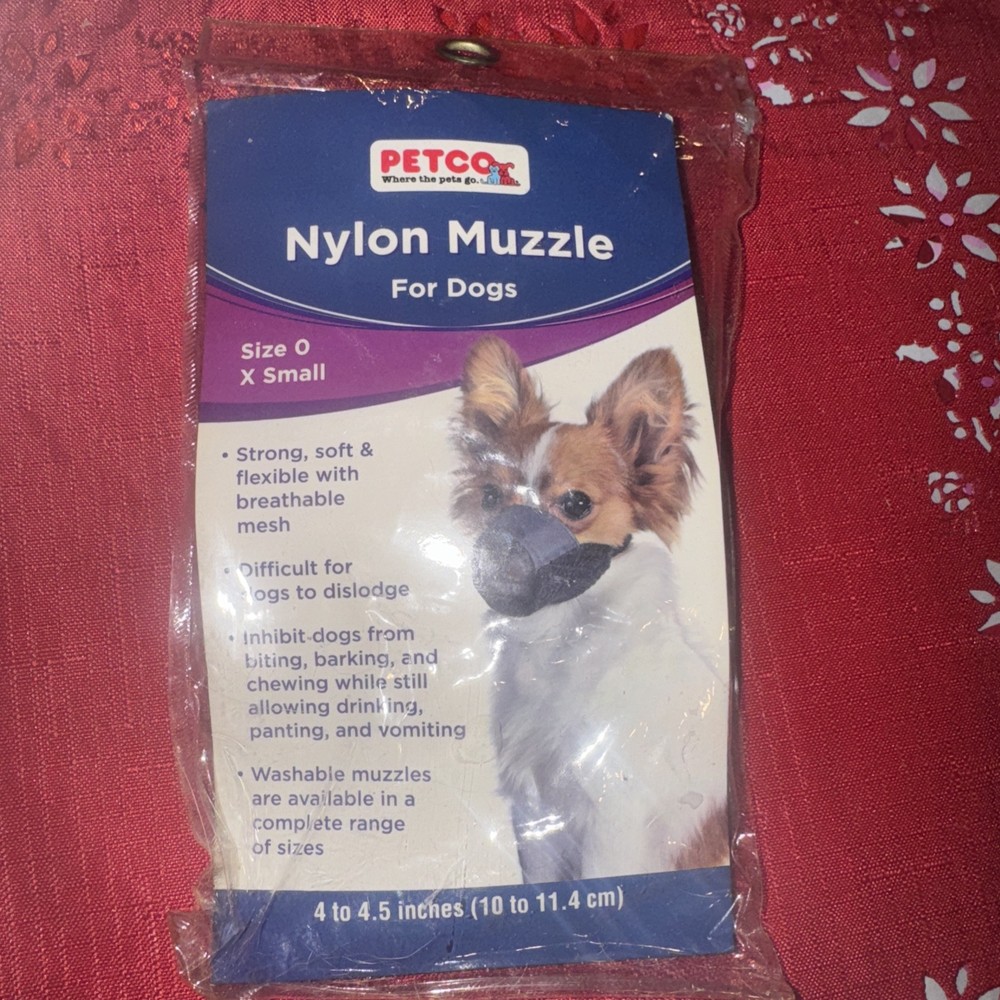 PETCO
Where the pets go.
Nylon Muzzle
For Dogs
Size 0
X Small
• Strong, soft &
flexible with
breathable
mesh
• Difficult for
dogs to dislodge
• Inhibit dogs from
biting, barking, and
chewing while still
allowing drinking,
panting, and vomiting
• Washable muzzles
are available in a
complete range
of sizes
4 to 4.5 inches (10 to 11.4 cm)